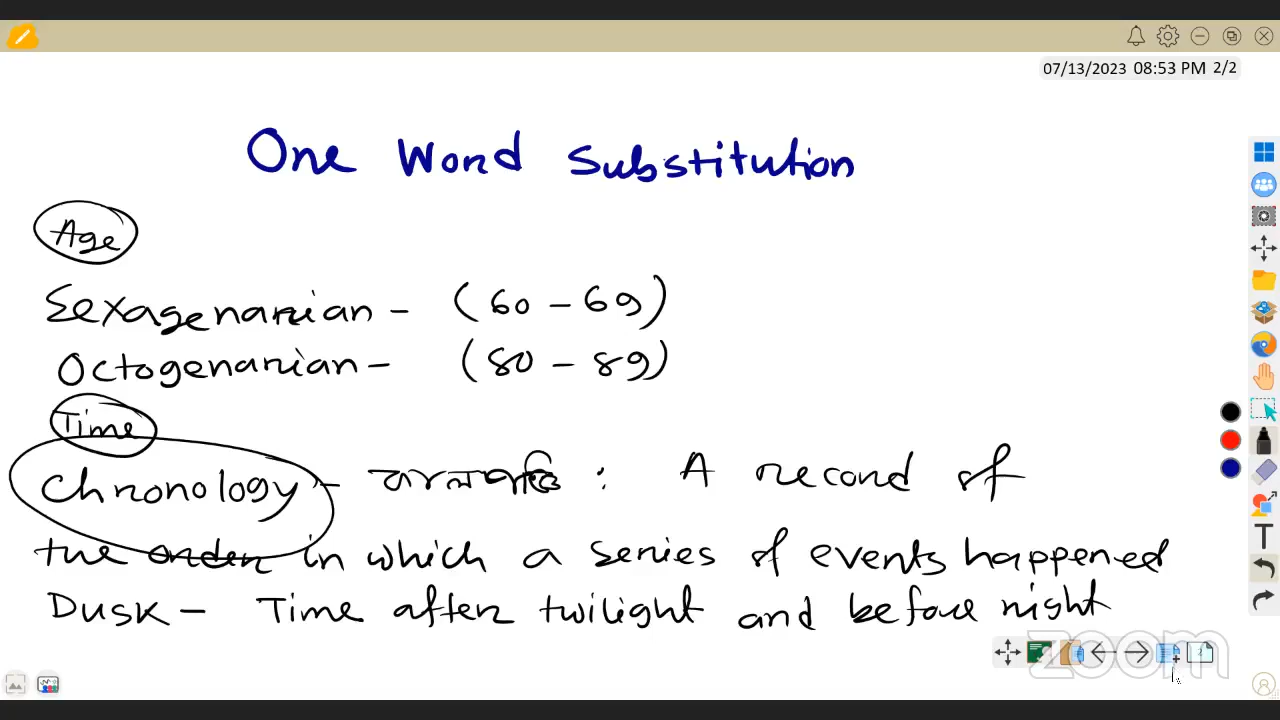 07/13/2023 08:53 PM 2/2
One Word Substitution
Age
Sexagenarian - (60 - 69)
Octogenarian - (80 - 89)
Time
Chronology - : A record of
the order in which a series of events happened
Dusk - Time after twilight and before night
zoom